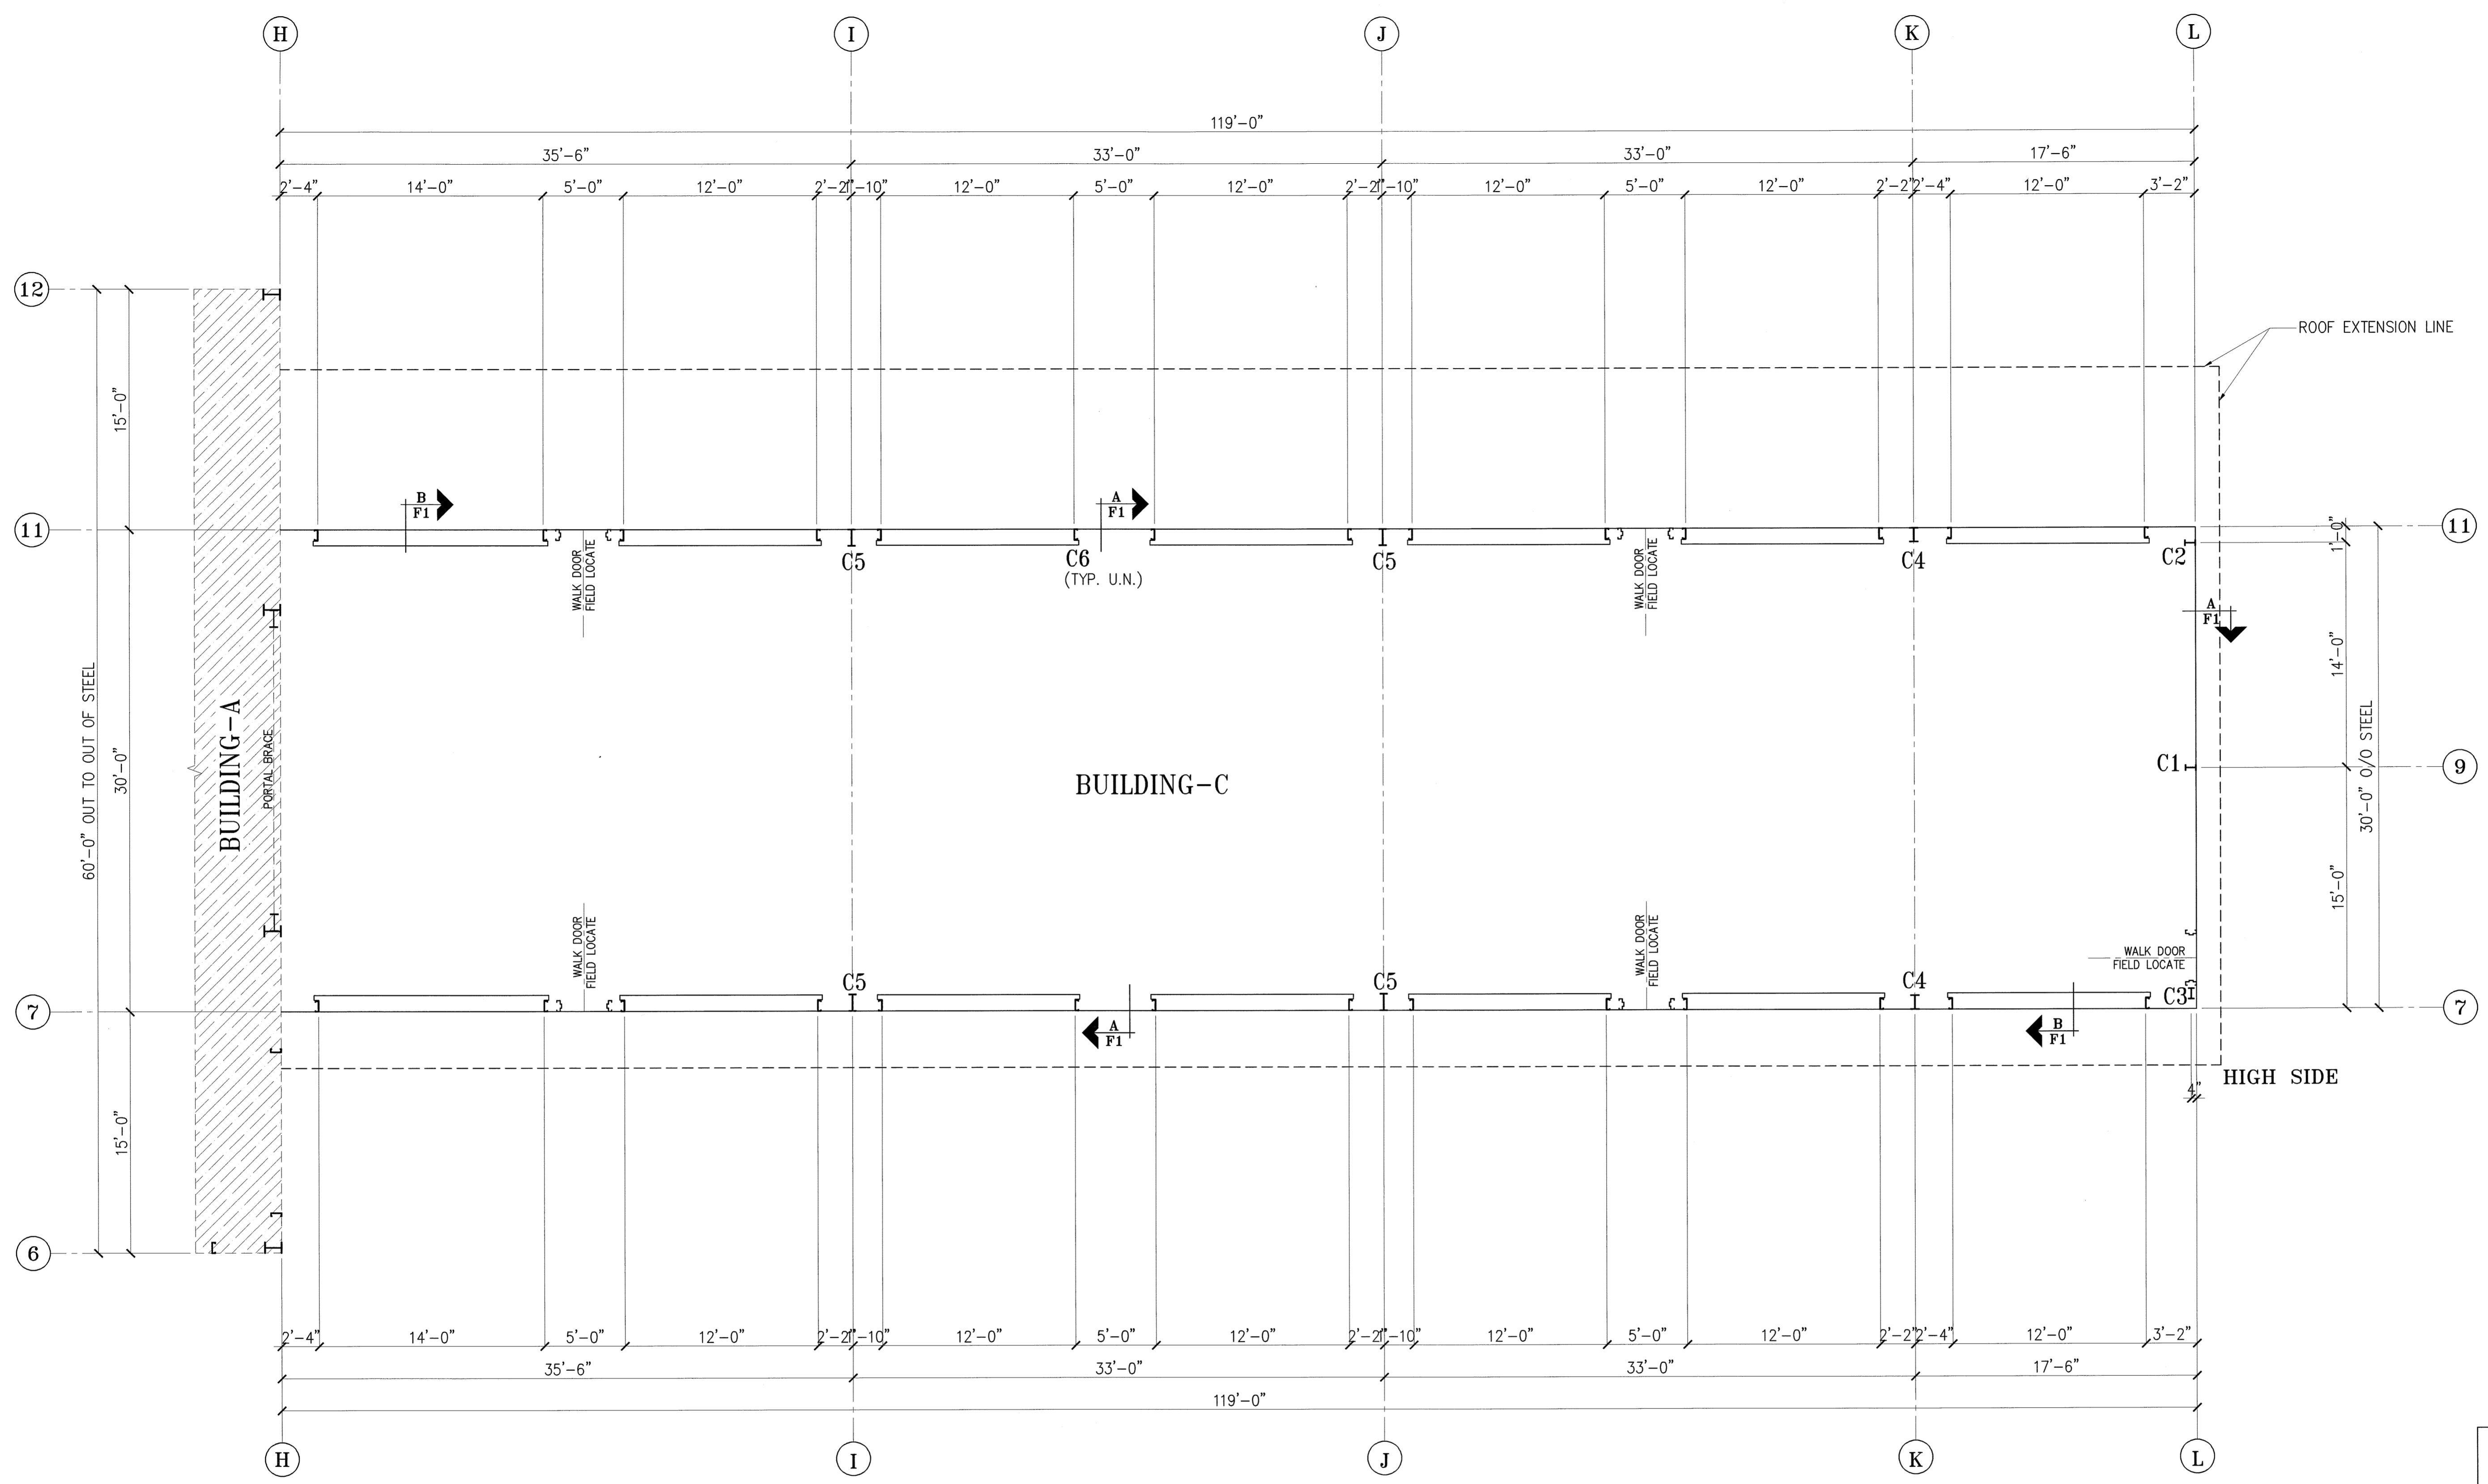 H I J K L
119'-0"
35'-6" 33'-0" 33'-0" 17'-6"
2'-4" 14'-0" 5'-0" 12'-0" 2'-2" 1'-10" 12'-0" 5'-0" 12'-0" 2'-2" 1'-10" 12'-0" 5'-0" 12'-0" 2'-2" 2'-4" 12'-0" 3'-2"
12
ROOF EXTENSION LINE
15'-0"
B
F1
A
F1
11
11
C5
C6
(TYP. U.N.)
C5
C4
C2
1'-0"
WALK DOOR
FIELD LOCATE
WALK DOOR
FIELD LOCATE
A
F1
14'-0"
60'-0" OUT TO OUT OF STEEL
30'-0"
BUILDING-A
PORTAL BRACE
BUILDING-C
C1
9
30'-0" O/O STEEL
15'-0"
WALK DOOR
FIELD LOCATE
WALK DOOR
FIELD LOCATE
WALK DOOR
FIELD LOCATE
C5
C5
C4
C3
7
7
A
F1
B
F1
HIGH SIDE
4"
15'-0"
6
2'-4" 14'-0" 5'-0" 12'-0" 2'-2" 1'-10" 12'-0" 5'-0" 12'-0" 2'-2" 1'-10" 12'-0" 5'-0" 12'-0" 2'-2" 2'-4" 12'-0" 3'-2"
35'-6" 33'-0" 33'-0" 17'-6"
119'-0"
H I J K L